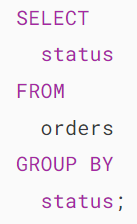 SELECT
  status
FROM
  orders
GROUP BY
  status;